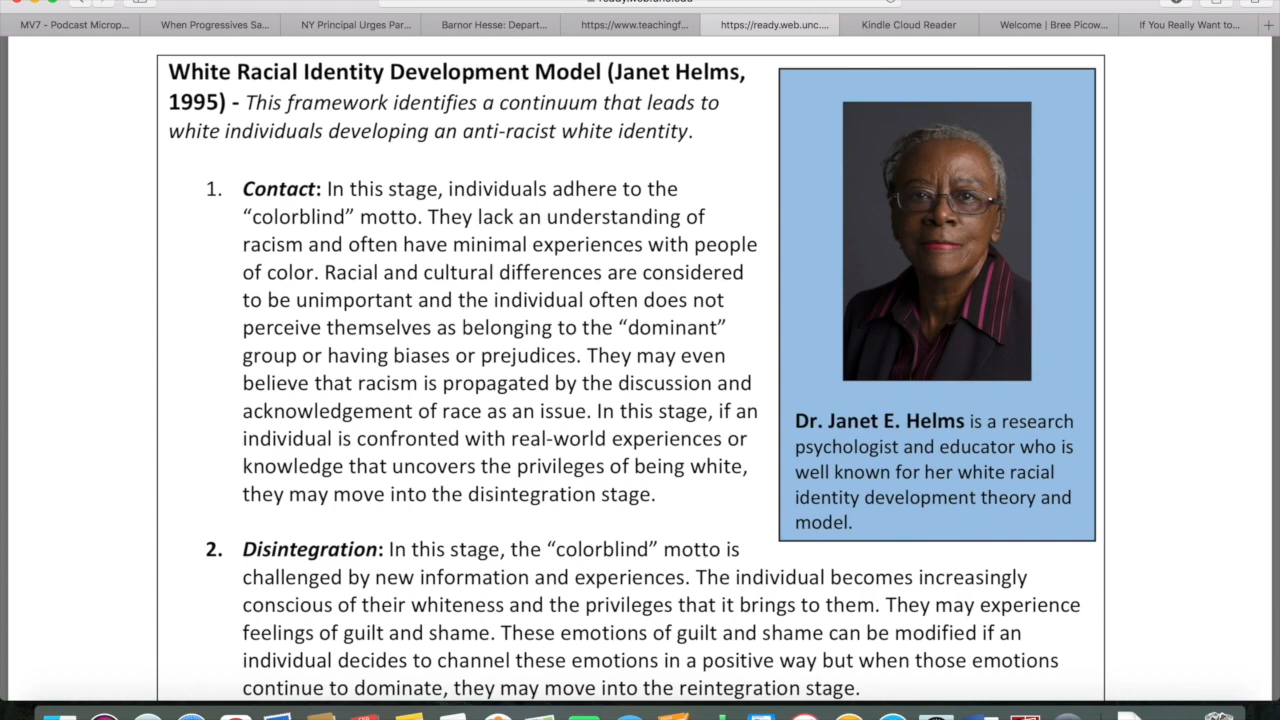 https://ready.web.unc.edu
MV7 - Podcast Microp...
When Progressives Sa...
NY Principal Urges Par...
Barnor Hesse: Depart...
https://www.teachingf...
https://ready.web.unc....
Kindle Cloud Reader
Welcome | Bree Picow...
If You Really Want to...
White Racial Identity Development Model (Janet Helms,
1995) - This framework identifies a continuum that leads to
white individuals developing an anti-racist white identity.
1. Contact: In this stage, individuals adhere to the
“colorblind” motto. They lack an understanding of
racism and often have minimal experiences with people
of color. Racial and cultural differences are considered
to be unimportant and the individual often does not
perceive themselves as belonging to the “dominant”
group or having biases or prejudices. They may even
believe that racism is propagated by the discussion and
acknowledgement of race as an issue. In this stage, if an
individual is confronted with real-world experiences or
knowledge that uncovers the privileges of being white,
they may move into the disintegration stage.
Dr. Janet E. Helms is a research
psychologist and educator who is
well known for her white racial
identity development theory and
model.
2. Disintegration: In this stage, the “colorblind” motto is
challenged by new information and experiences. The individual becomes increasingly
conscious of their whiteness and the privileges that it brings to them. They may experience
feelings of guilt and shame. These emotions of guilt and shame can be modified if an
individual decides to channel these emotions in a positive way but when those emotions
continue to dominate, they may move into the reintegration stage.